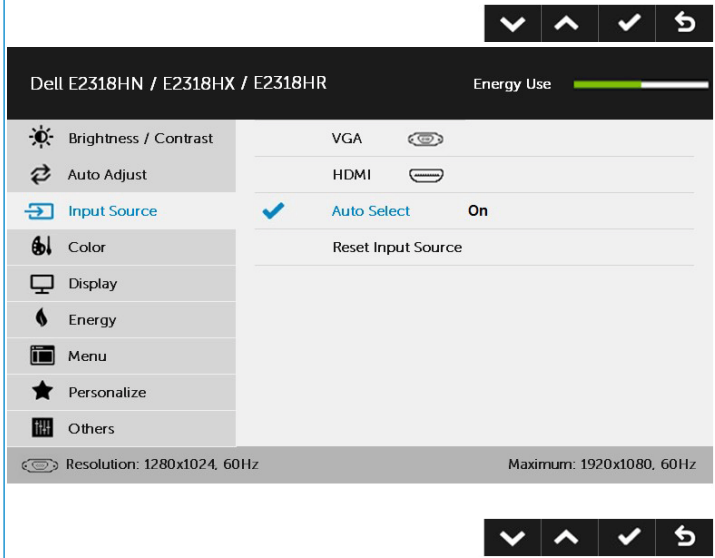 Dell E2318HN / E2318HX / E2318HR
Energy Use
Brightness / Contrast
VGA
Auto Adjust
HDMI
Input Source
Auto Select On
Color
Reset Input Source
Display
Energy
Menu
Personalize
Others
Resolution: 1280x1024, 60Hz
Maximum: 1920x1080, 60Hz